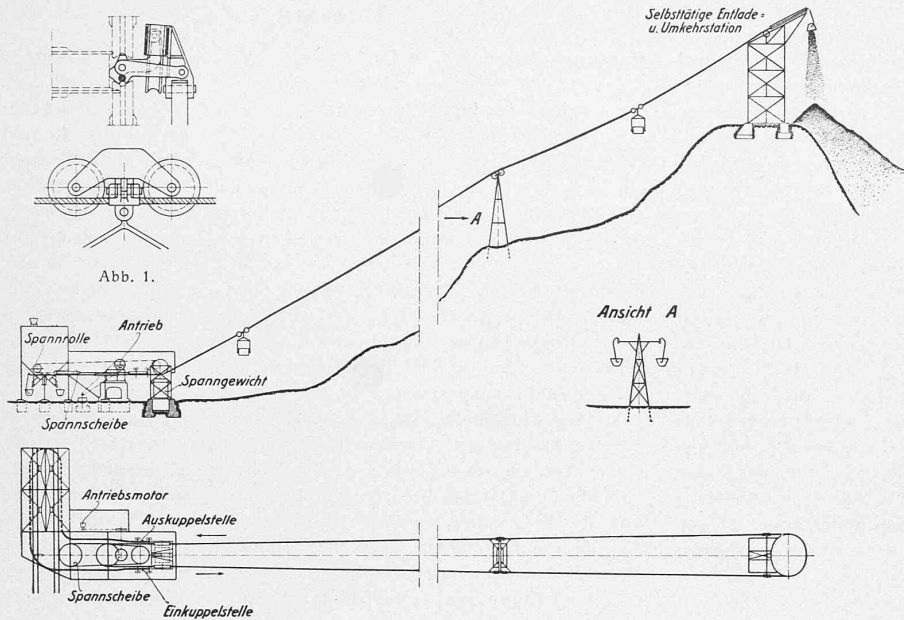 Selbsttätige Entlade=
u. Umkehrstation
A
Abb. 1.
Ansicht A
Antrieb
Spannrolle
Spanngewicht
Spannscheibe
Antriebsmotor
Auskuppelstelle
Spannscheibe
Einkuppelstelle